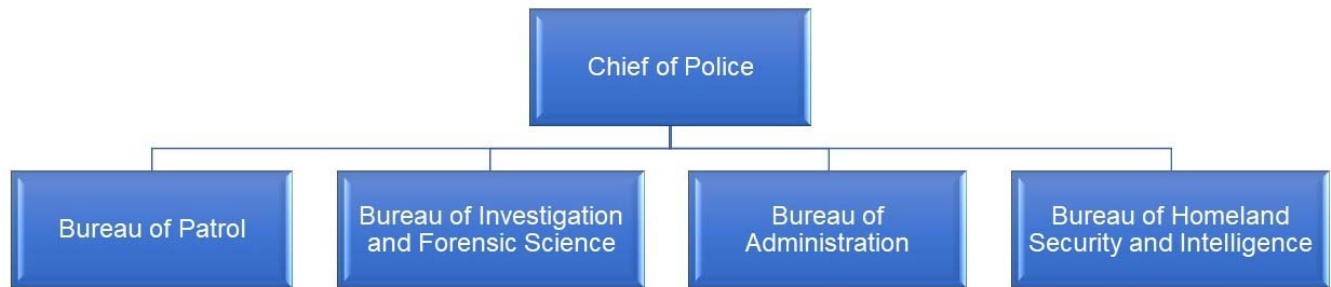 Chief of Police
Bureau of Patrol
Bureau of Investigation
and Forensic Science
Bureau of
Administration
Bureau of Homeland
Security and Intelligence